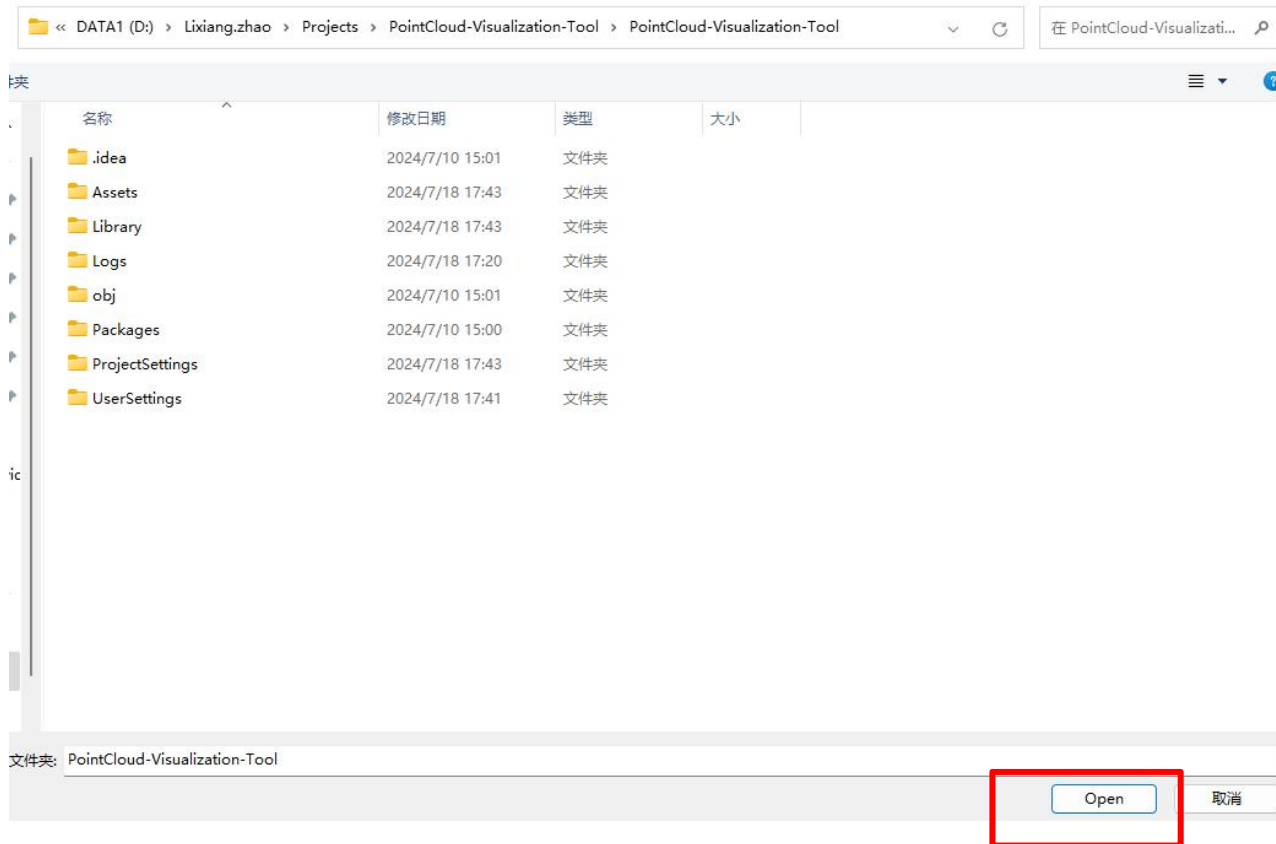 « DATA1 (D:) › Lixiang.zhao › Projects › PointCloud-Visualization-Tool › PointCloud-Visualization-Tool 在 PointCloud-Visualizati...
件夹
名称 修改日期 类型 大小
.idea 2024/7/10 15:01 文件夹
Assets 2024/7/18 17:43 文件夹
Library 2024/7/18 17:43 文件夹
Logs 2024/7/18 17:20 文件夹
obj 2024/7/10 15:01 文件夹
Packages 2024/7/10 15:00 文件夹
ProjectSettings 2024/7/18 17:43 文件夹
UserSettings 2024/7/18 17:41 文件夹
文件夹: PointCloud-Visualization-Tool
Open 取消